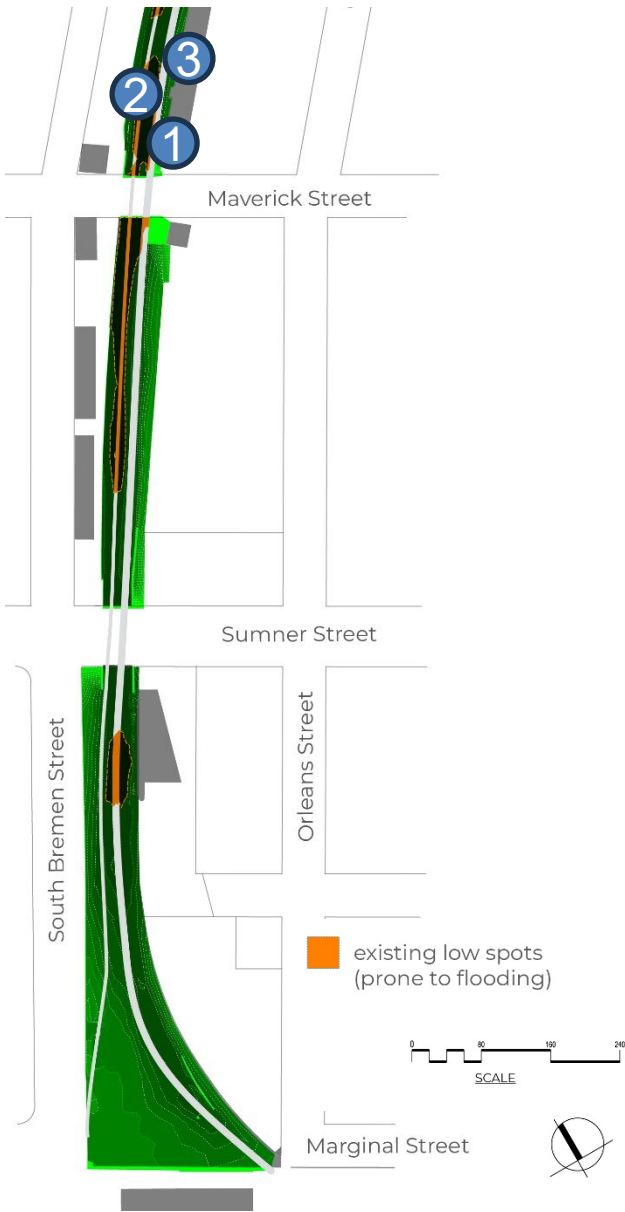 3
2
1
Maverick Street
Sumner Street
South Bremen Street
Orleans Street
existing low spots
(prone to flooding)
0 80 160 240
SCALE
Marginal Street